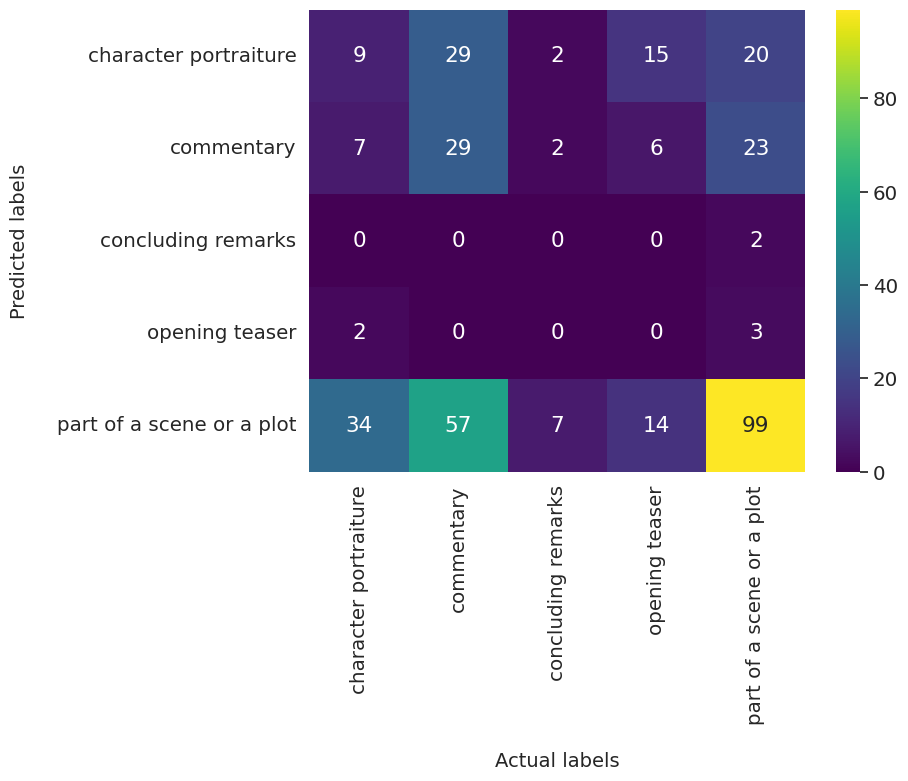 Predicted labels
character portraiture 9 29 2 15 20
commentary 7 29 2 6 23
concluding remarks 0 0 0 0 2
opening teaser 2 0 0 0 3
part of a scene or a plot 34 57 7 14 99
character portraiture
commentary
concluding remarks
opening teaser
part of a scene or a plot
Actual labels
80
60
40
20
0